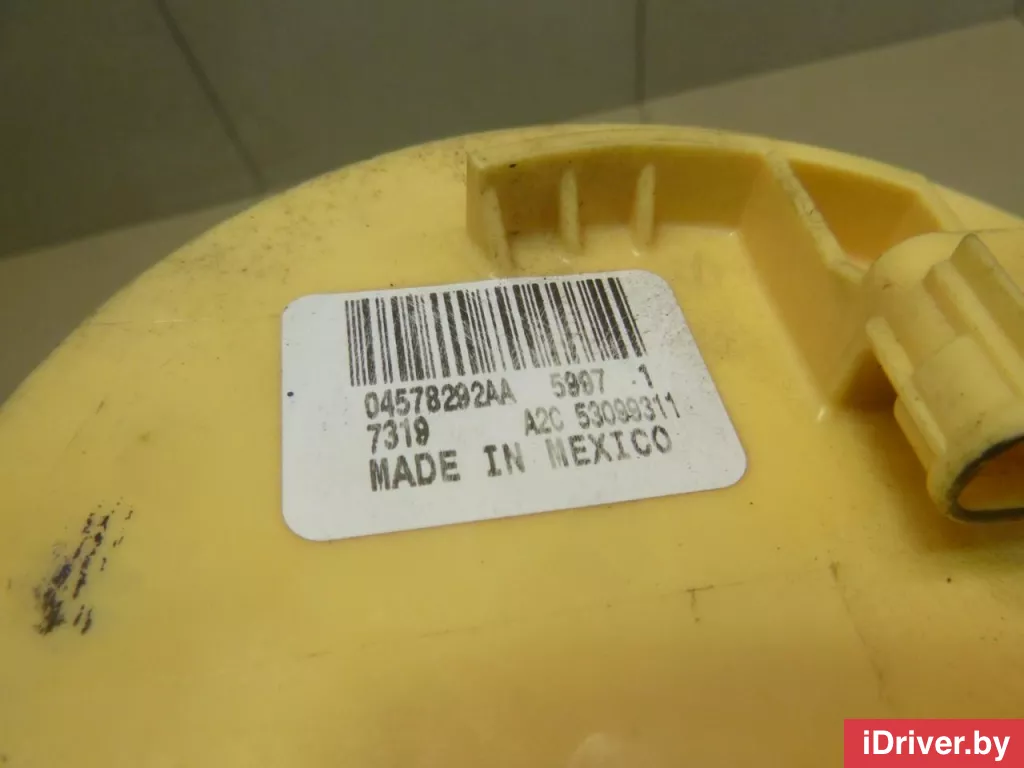 04578292AA 5907 1
7319 A2C 53099311
MADE IN MEXICO
iDriver.by